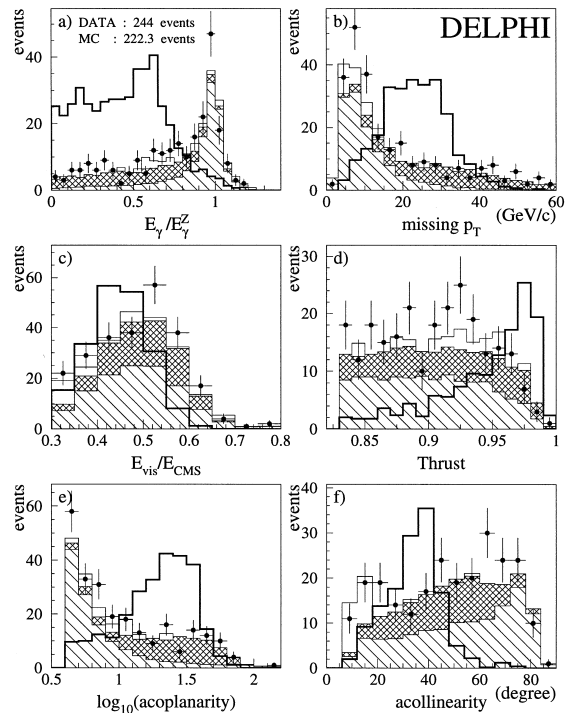 a) DATA : 244 events
MC : 222.3 events
events
40
20
0
0 0.5 1
E_γ/E_γ^Z
b) DELPHI
events
60
40
20
0
0 20 40 60
missing p_T (GeV/c)
c)
events
60
40
20
0
0.3 0.4 0.5 0.6 0.7 0.8
E_vis/E_CMS
d)
events
30
20
10
0
0.85 0.9 0.95 1
Thrust
e)
events
60
40
20
0
0.5 1 1.5 2
log_10(acoplanarity)
f)
events
40
30
20
10
0
0 20 40 60 80
acollinearity (degree)